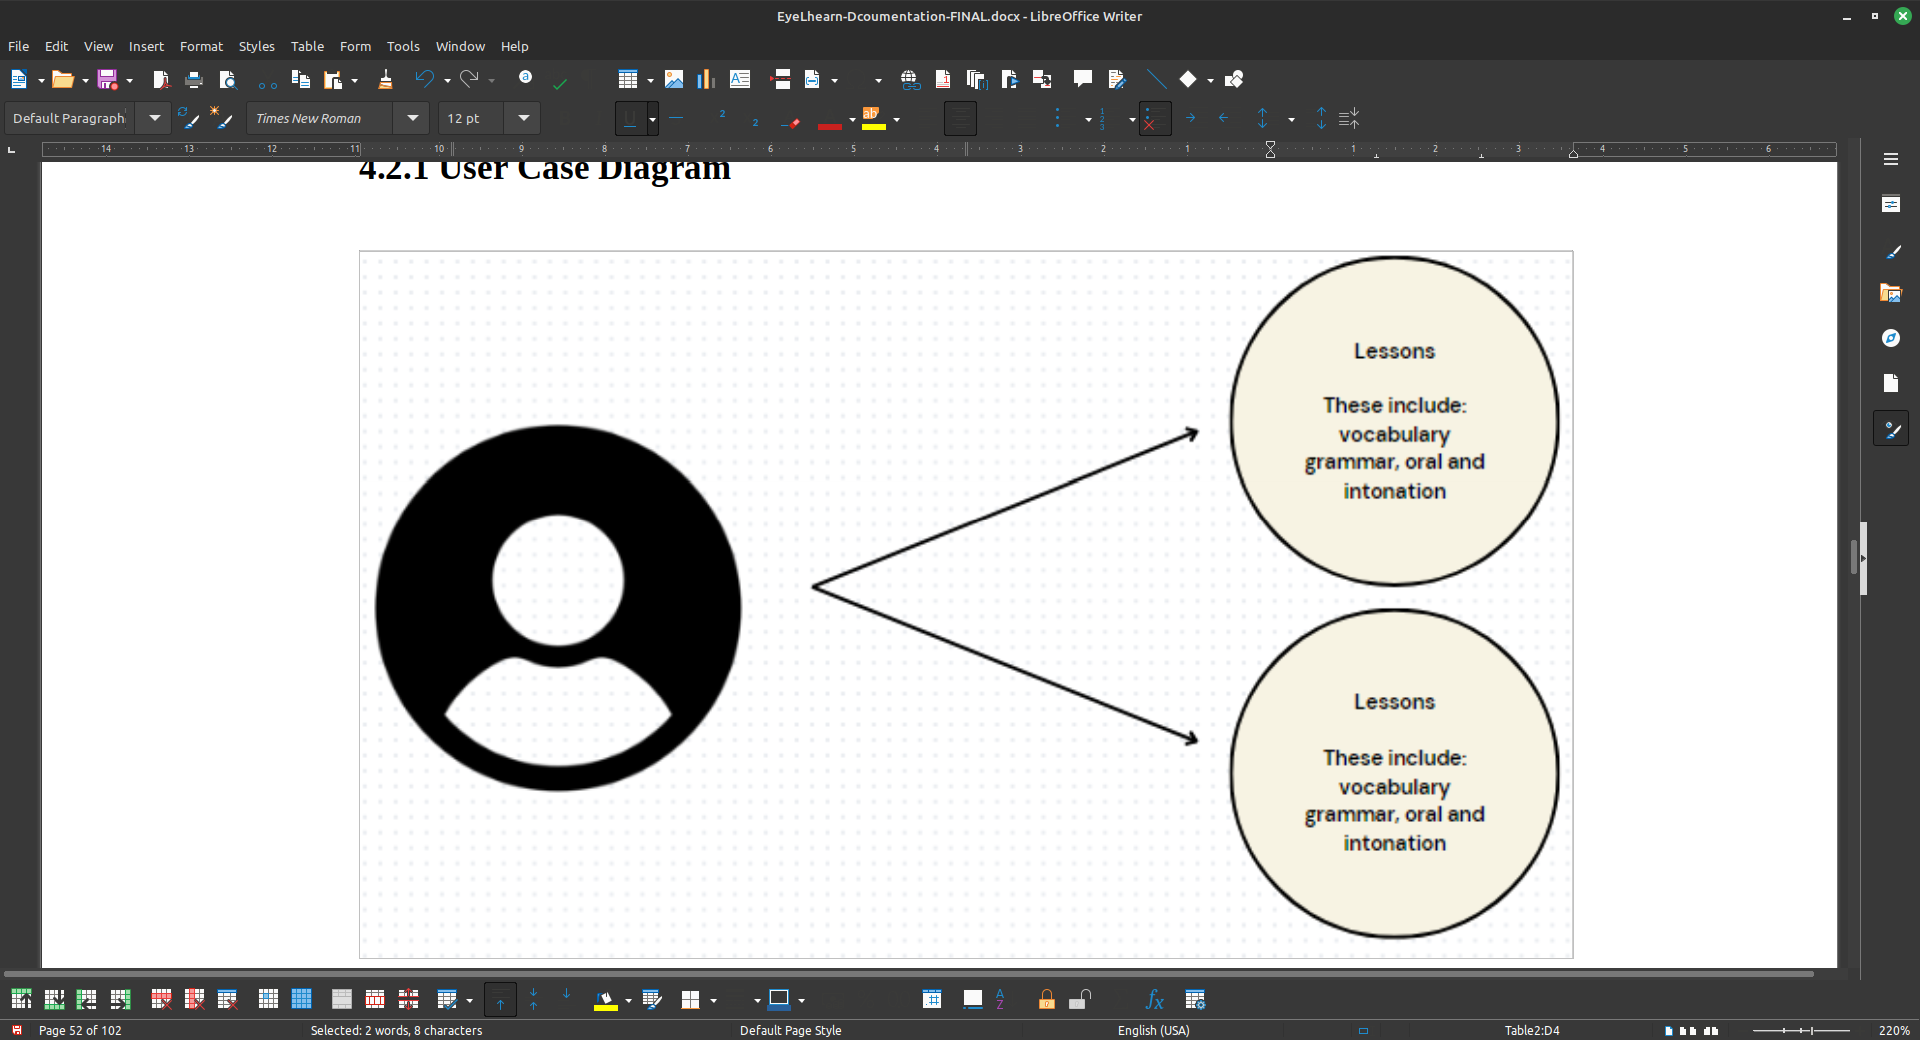 EyeLhearn-Dcoumentation-FINAL.docx - LibreOffice Writer
File Edit View Insert Format Styles Table Form Tools Window Help
Default Paragraph
Times New Roman
12 pt
14 13 12 11 10 9 8 7 6 5 4 3 2 1 1 2 3 4 5 6
4.2.1 User Case Diagram
Lessons
These include:
vocabulary
grammar, oral and
intonation
Lessons
These include:
vocabulary
grammar, oral and
intonation
Page 52 of 102
Selected: 2 words, 8 characters
Default Page Style
English (USA)
Table2:D4
220%